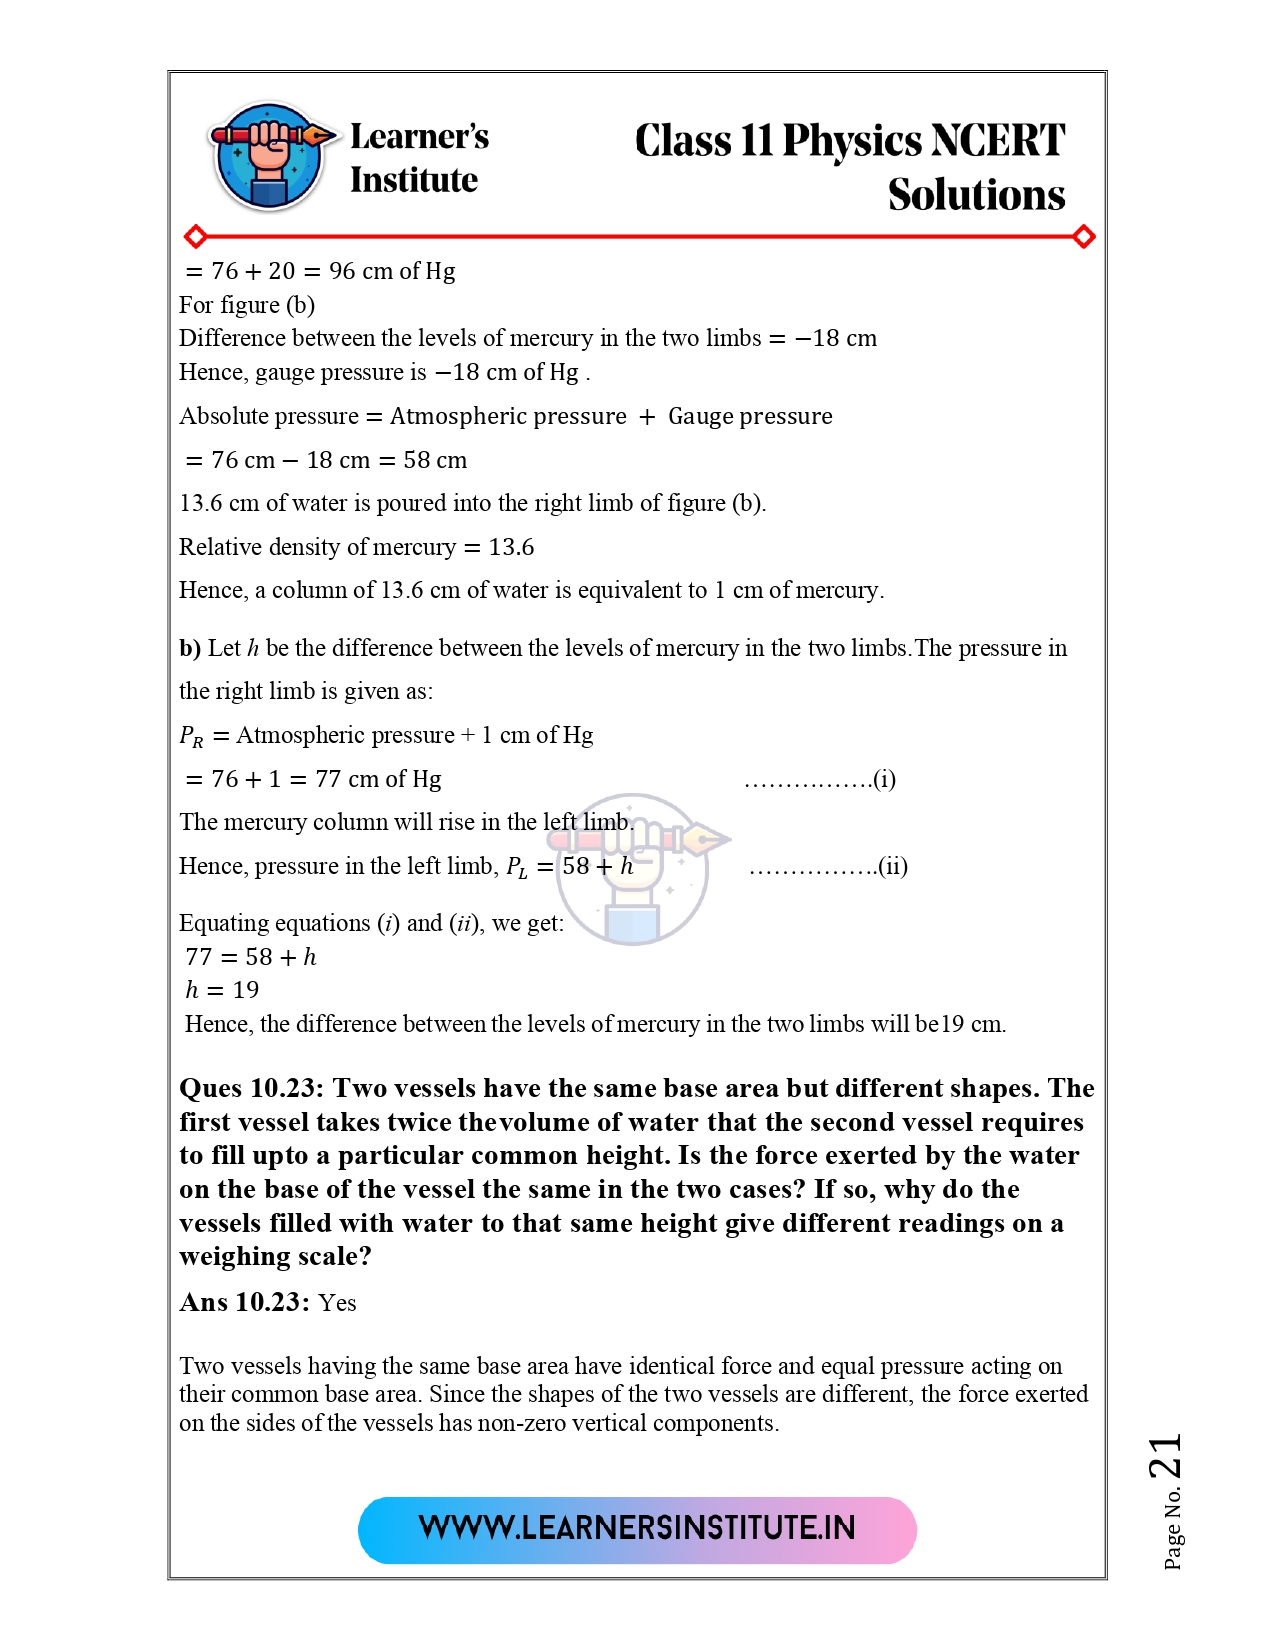 Learner's
Institute
Class 11 Physics NCERT
Solutions
= 76 + 20 = 96 cm of Hg
For figure (b)
Difference between the levels of mercury in the two limbs = −18 cm
Hence, gauge pressure is −18 cm of Hg .
Absolute pressure = Atmospheric pressure + Gauge pressure
= 76 cm − 18 cm = 58 cm
13.6 cm of water is poured into the right limb of figure (b).
Relative density of mercury = 13.6
Hence, a column of 13.6 cm of water is equivalent to 1 cm of mercury.
b) Let h be the difference between the levels of mercury in the two limbs.The pressure in
the right limb is given as:
P_R = Atmospheric pressure + 1 cm of Hg
= 76 + 1 = 77 cm of Hg …………….(i)
The mercury column will rise in the left limb.
Hence, pressure in the left limb, P_L = 58 + h …………….(ii)
Equating equations (i) and (ii), we get:
77 = 58 + h
h = 19
Hence, the difference between the levels of mercury in the two limbs will be19 cm.
Ques 10.23: Two vessels have the same base area but different shapes. The
first vessel takes twice thevolume of water that the second vessel requires
to fill upto a particular common height. Is the force exerted by the water
on the base of the vessel the same in the two cases? If so, why do the
vessels filled with water to that same height give different readings on a
weighing scale?
Ans 10.23: Yes
Two vessels having the same base area have identical force and equal pressure acting on
their common base area. Since the shapes of the two vessels are different, the force exerted
on the sides of the vessels has non-zero vertical components.
WWW.LEARNERSINSTITUTE.IN
Page No. 21